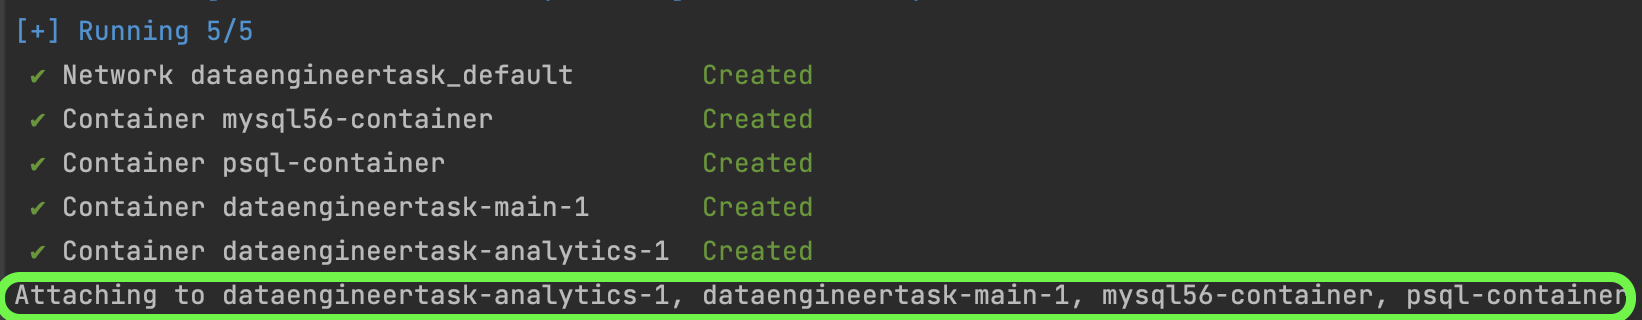 [+] Running 5/5
✔ Network dataengineertask_default Created
✔ Container mysql56-container Created
✔ Container psql-container Created
✔ Container dataengineertask-main-1 Created
✔ Container dataengineertask-analytics-1 Created
Attaching to dataengineertask-analytics-1, dataengineertask-main-1, mysql56-container, psql-container